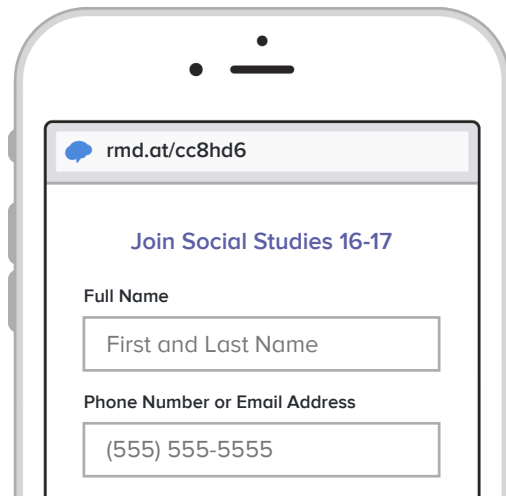 rmd.at/cc8hd6
Join Social Studies 16-17
Full Name
First and Last Name
Phone Number or Email Address
(555) 555-5555